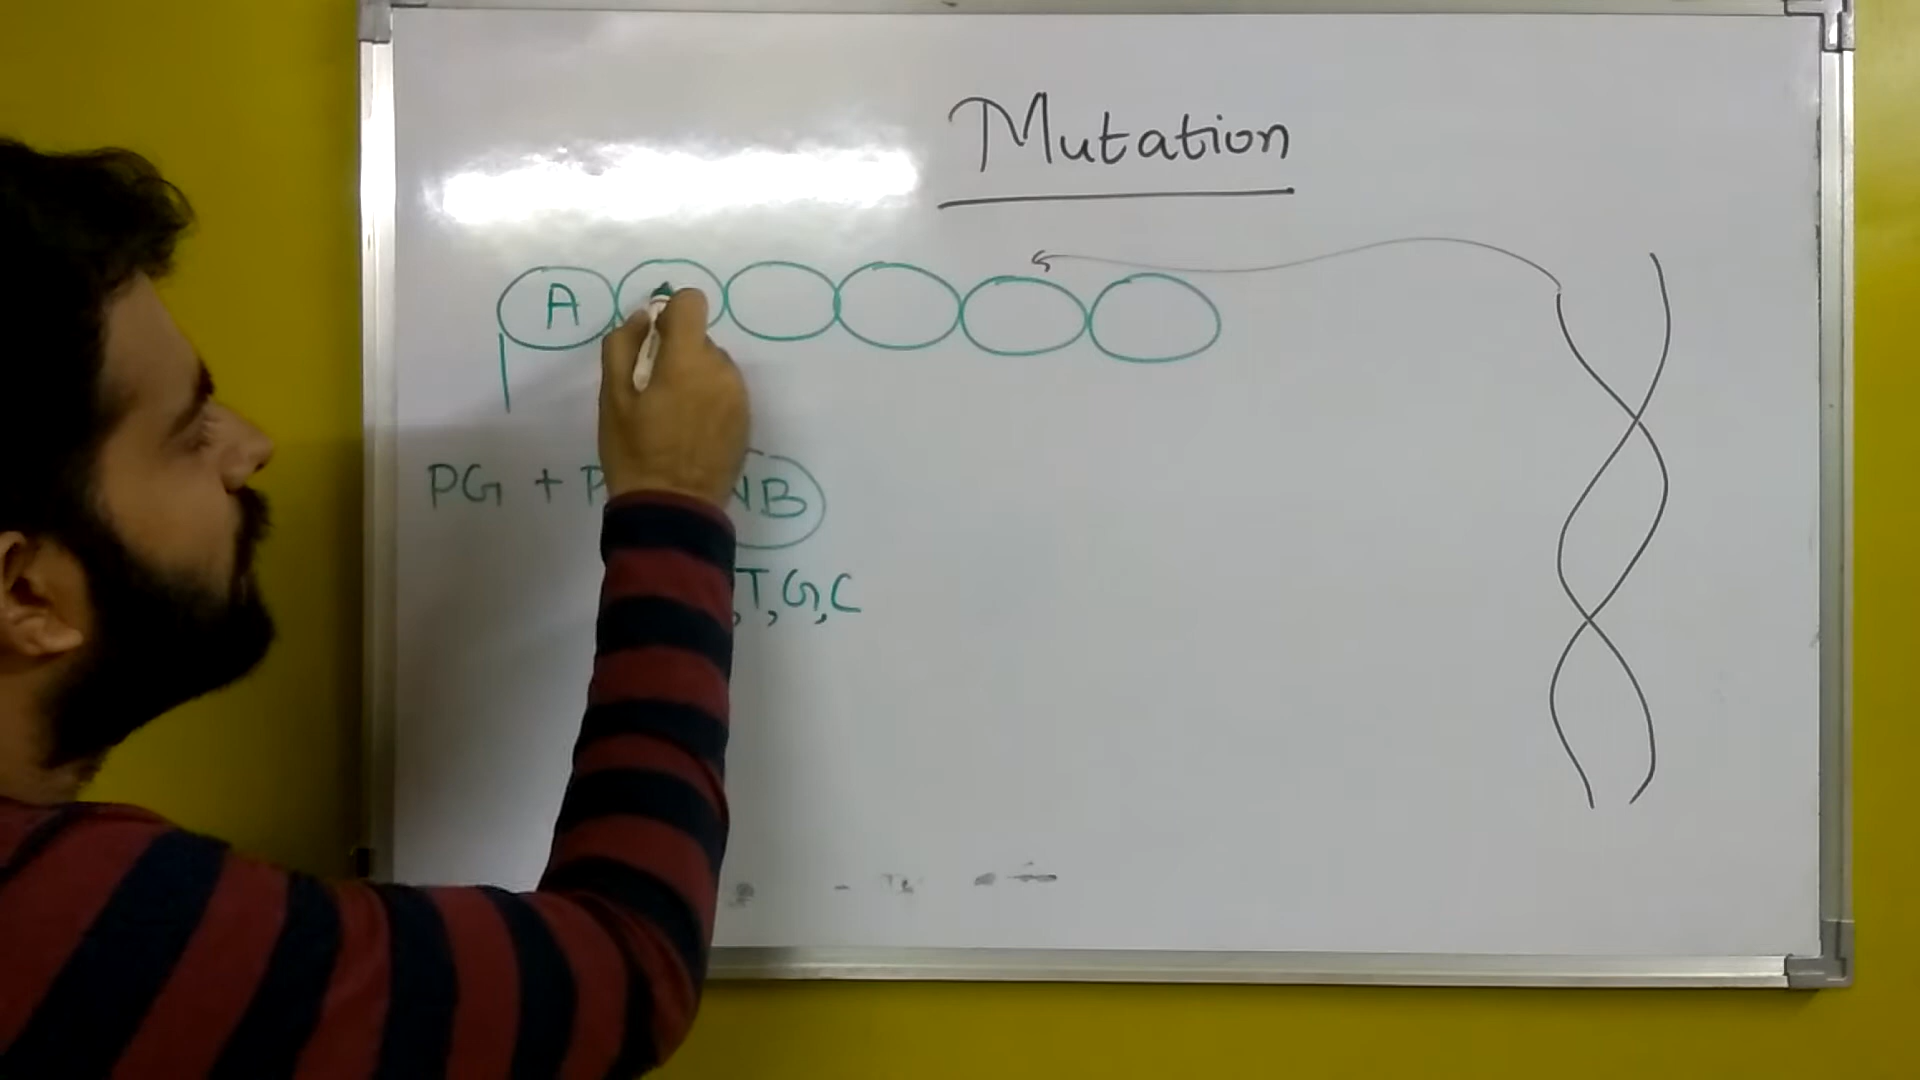 Mutation
A
PG + P NB
,T,G,C